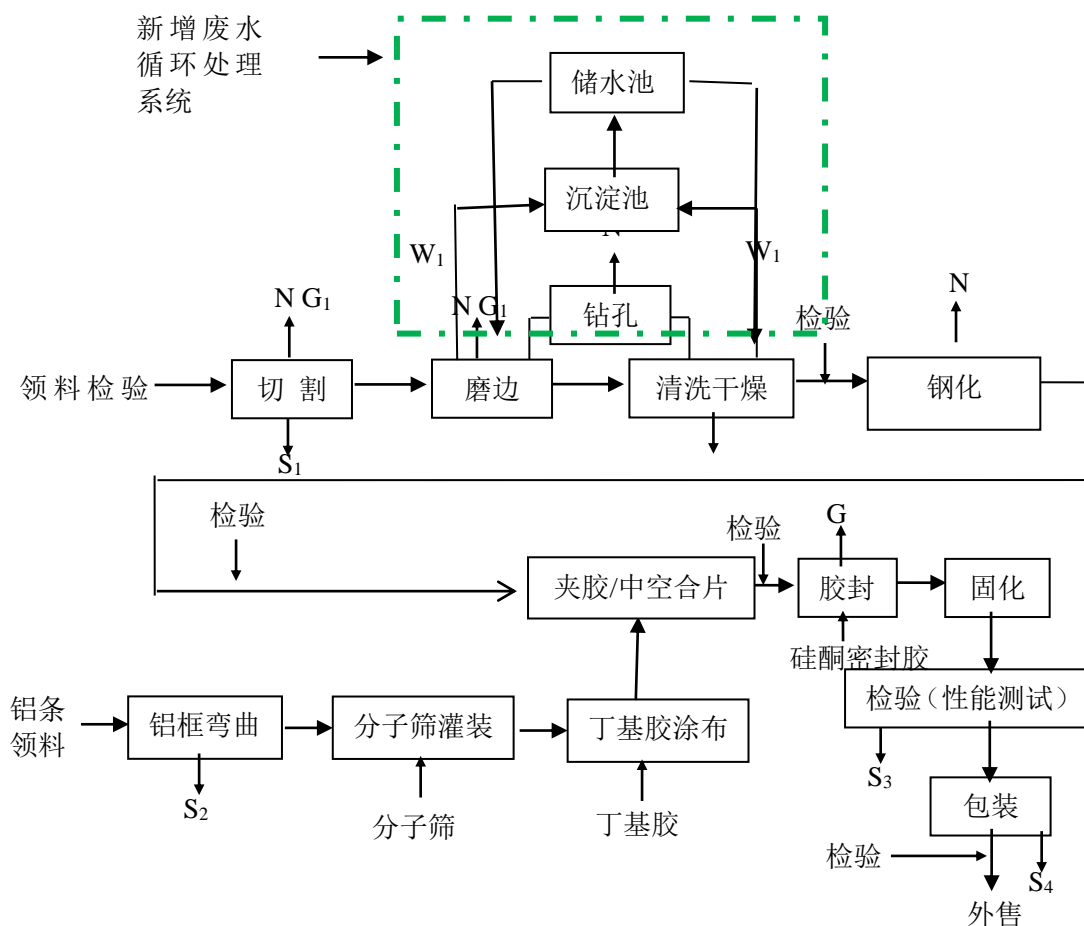 新增废水
循环处理
系统
储水池
沉淀池
W1
N
W1
N G1
N G1
钻孔
检验
N
领料检验
切 割
磨边
清洗干燥
钢化
S1
检验
检验
G
夹胶/中空合片
胶封
固化
硅酮密封胶
铝条
领料
铝框弯曲
分子筛灌装
丁基胶涂布
检验（性能测试）
S2
S3
分子筛
丁基胶
包装
检验
S4
外售